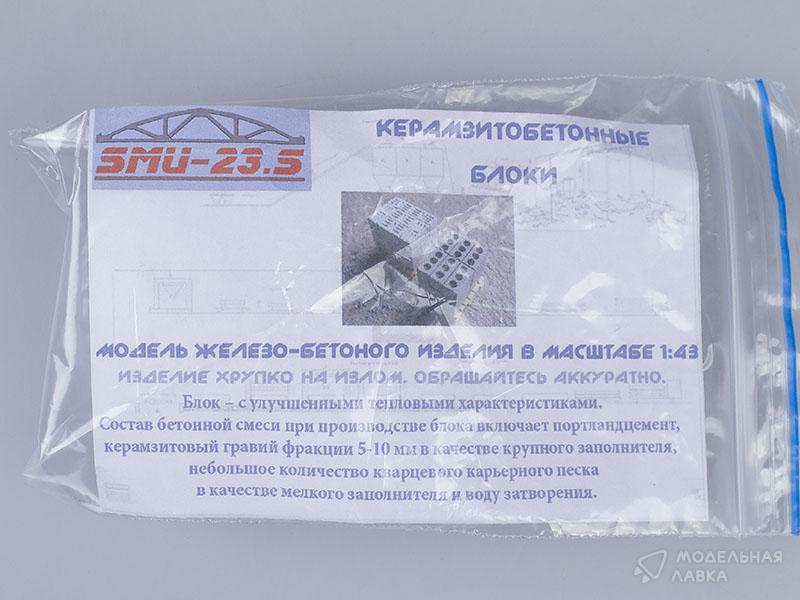 SMU-23.5
КЕРАМЗИТОБЕТОННЫЕ
БЛОКИ
МОДЕЛЬ ЖЕЛЕЗО-БЕТОНОГО ИЗДЕЛИЯ В МАСШТАБЕ 1:43
ИЗДЕЛИЕ ХРУПКО НА ИЗЛОМ. ОБРАЩАЙТЕСЬ АККУРАТНО.
Блок – с улучшенными тепловыми характеристиками.
Состав бетонной смеси при производстве блока включает портландцемент,
керамзитовый гравий фракции 5-10 мм в качестве крупного заполнителя,
небольшое количество кварцевого карьерного песка
в качестве мелкого заполнителя и воду затворения.
МОДЕЛЬНАЯ
ЛАВКА